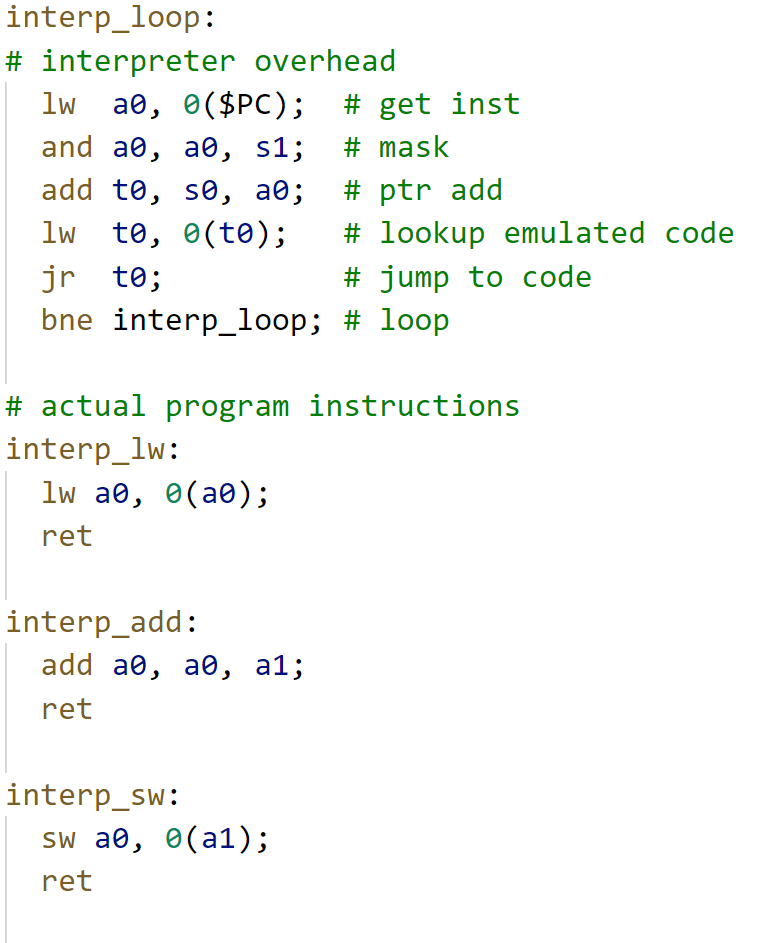 interp_loop:
# interpreter overhead
lw a0, 0($PC); # get inst
and a0, a0, s1; # mask
add t0, s0, a0; # ptr add
lw t0, 0(t0); # lookup emulated code
jr t0; # jump to code
bne interp_loop; # loop
# actual program instructions
interp_lw:
lw a0, 0(a0);
ret
interp_add:
add a0, a0, a1;
ret
interp_sw:
sw a0, 0(a1);
ret